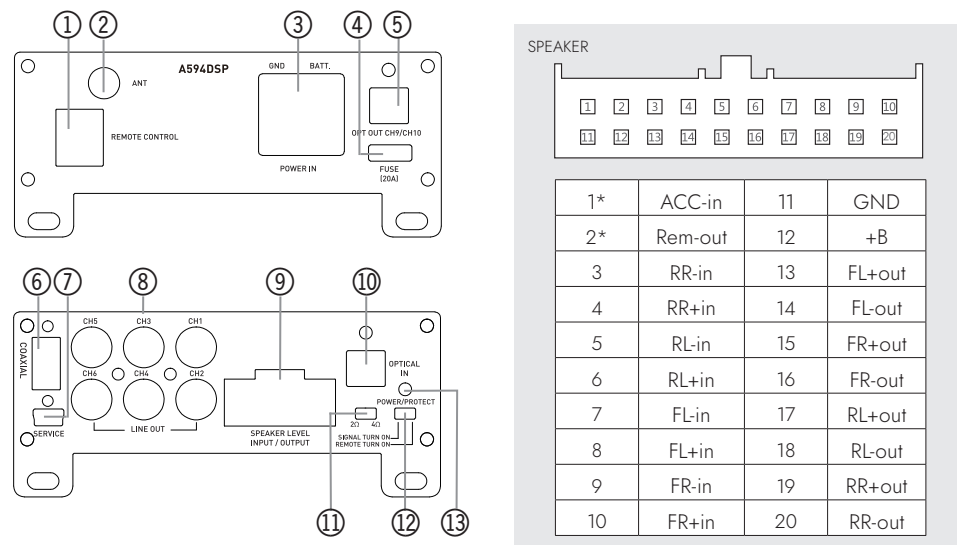 ① ② ③ ④ ⑤
A594DSP
GND BATT.
ANT
REMOTE CONTROL
OPT OUT CH9/CH10
POWER IN
FUSE
(20A)
⑥ ⑦ ⑧ ⑨ ⑩
CH5 CH3 CH1
COAXIAL
OPTICAL
IN
CH6 CH4 CH2
POWER/PROTECT
SERVICE
LINE OUT
SPEAKER LEVEL
INPUT / OUTPUT
2Ω 4Ω
SIGNAL TURN ON
REMOTE TURN ON
⑪ ⑫ ⑬
SPEAKER
1 2 3 4 5 6 7 8 9 10
11 12 13 14 15 16 17 18 19 20
1* ACC-in 11 GND
2* Rem-out 12 +B
3 RR-in 13 FL+out
4 RR+in 14 FL-out
5 RL-in 15 FR+out
6 RL+in 16 FR-out
7 FL-in 17 RL+out
8 FL+in 18 RL-out
9 FR-in 19 RR+out
10 FR+in 20 RR-out